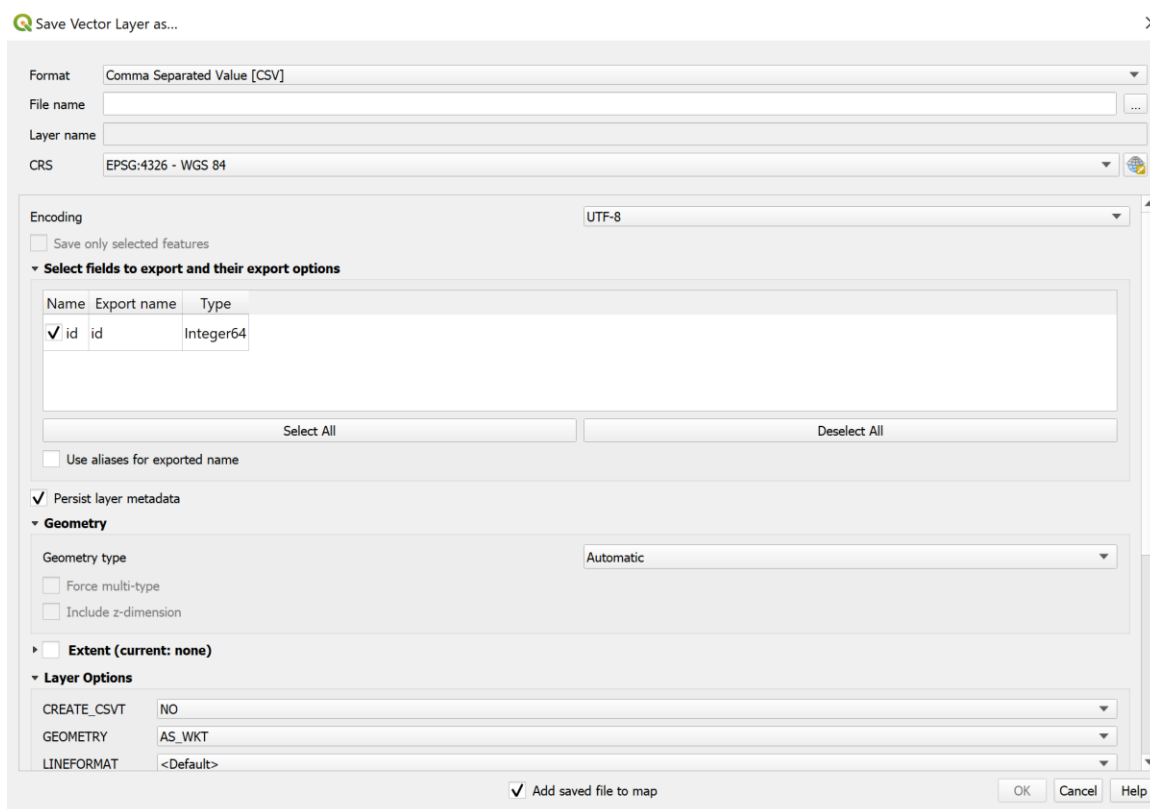 Save Vector Layer as...
Format Comma Separated Value [CSV]
File name ...
Layer name
CRS EPSG:4326 - WGS 84
Encoding UTF-8
Save only selected features
Select fields to export and their export options
Name Export name Type
id id Integer64
Select All Deselect All
Use aliases for exported name
Persist layer metadata
Geometry
Geometry type Automatic
Force multi-type
Include z-dimension
Extent (current: none)
Layer Options
CREATE_CSVT NO
GEOMETRY AS_WKT
LINEFORMAT <Default>
Add saved file to map OK Cancel Help